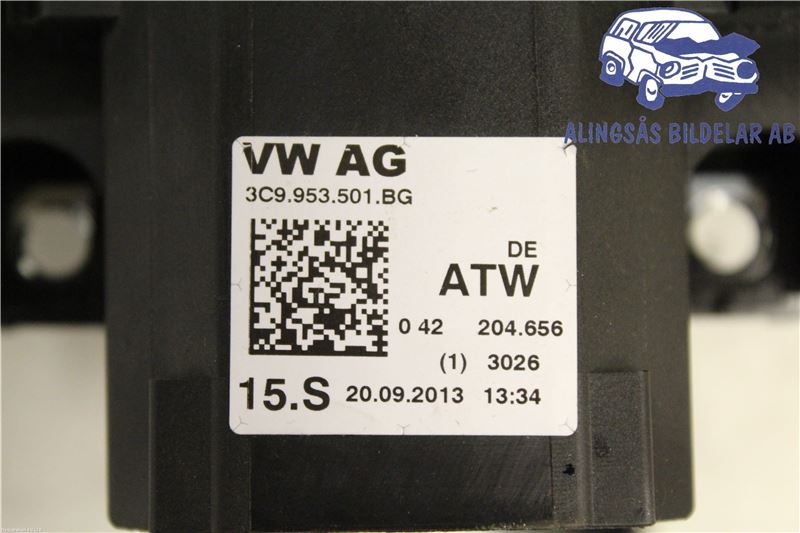 ALINGSÅS BILDELAR AB
VW AG
3C9.953.501.BG
DE
ATW
0 42 204.656
(1) 3026
15.S 20.09.2013 13:34